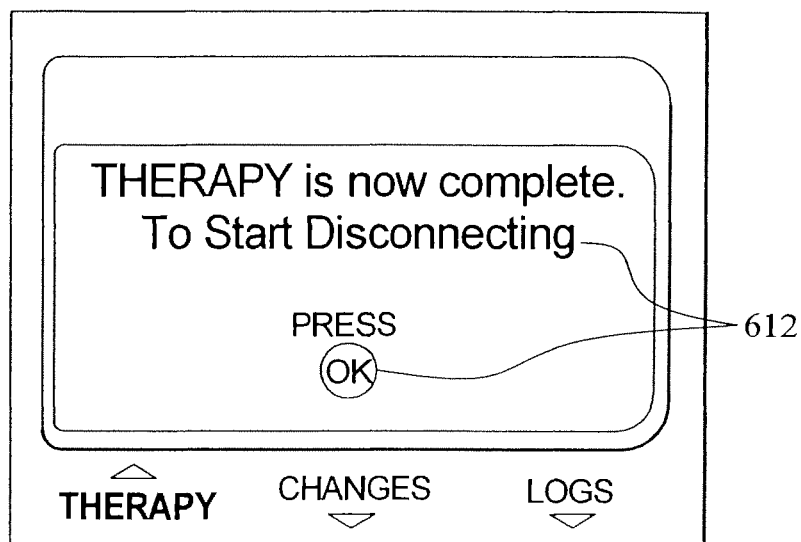 THERAPY is now complete.
To Start Disconnecting
PRESS
OK
612
THERAPY
CHANGES
LOGS